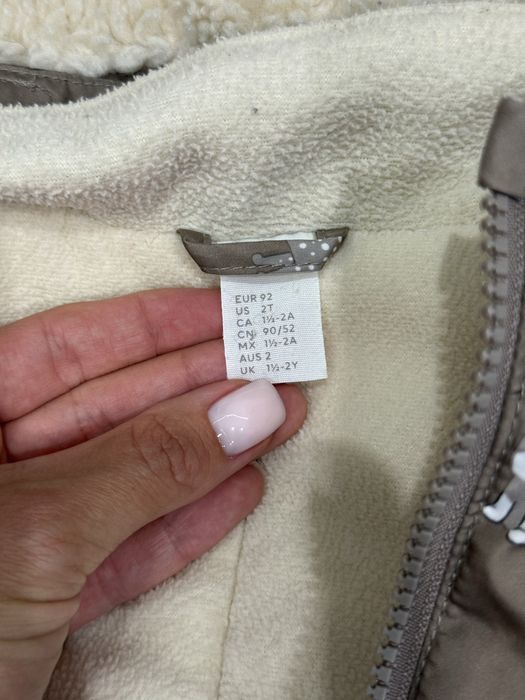 EUR 92
US 2T
CA 1½-2A
CN 90/52
MX 1½-2A
AUS 2
UK 1½-2Y